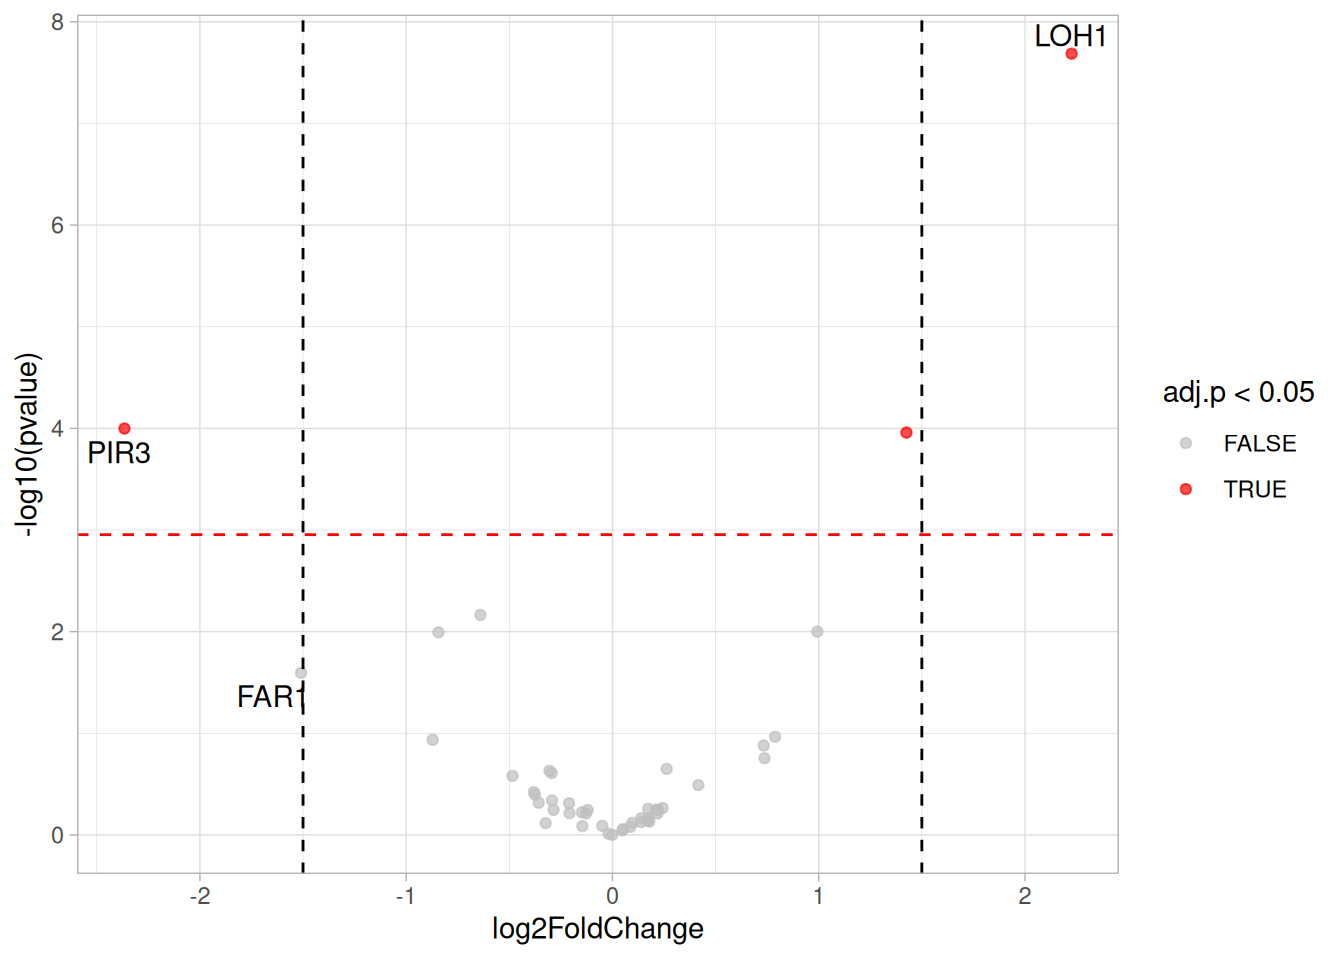 8
LOH1
6
4
PIR3
2
FAR1
0
-log10(pvalue)
-2
-1
0
1
2
log2FoldChange
adj.p < 0.05
FALSE
TRUE